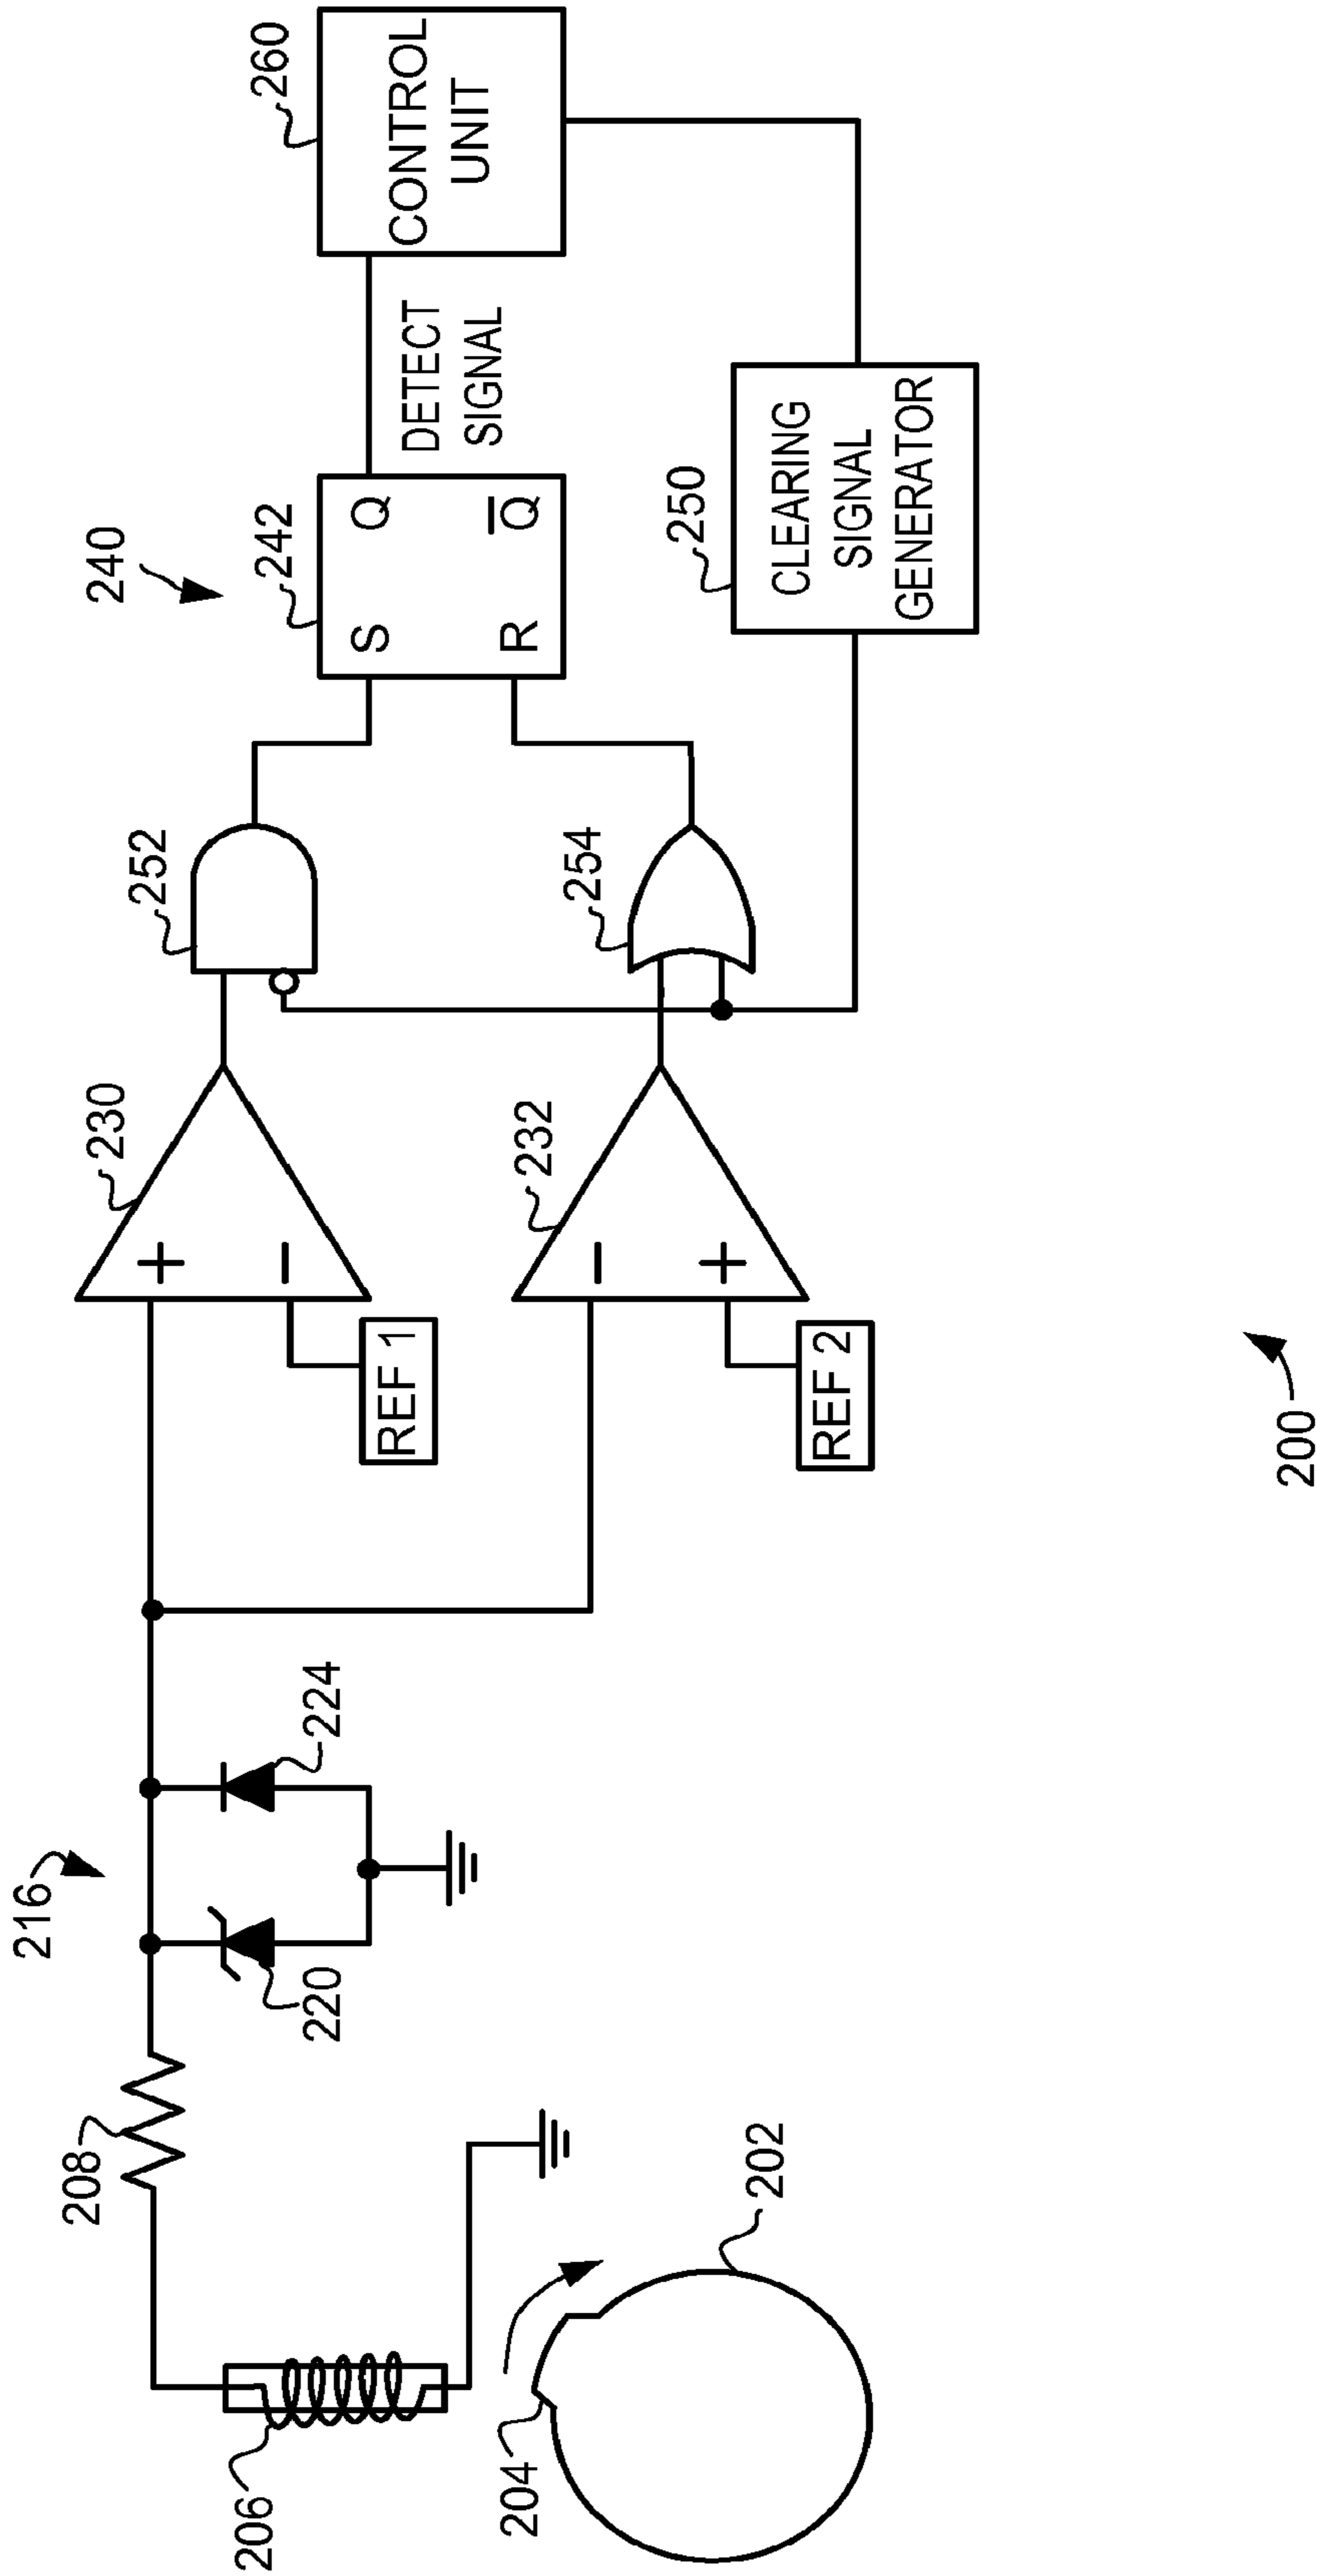 216
240
260
230
252
242
CONTROL
UNIT
208
220
224
+
−
REF 1
S
Q
R
Q̅
DETECT
SIGNAL
206
232
254
250
−
+
REF 2
CLEARING
SIGNAL
GENERATOR
204
202
200